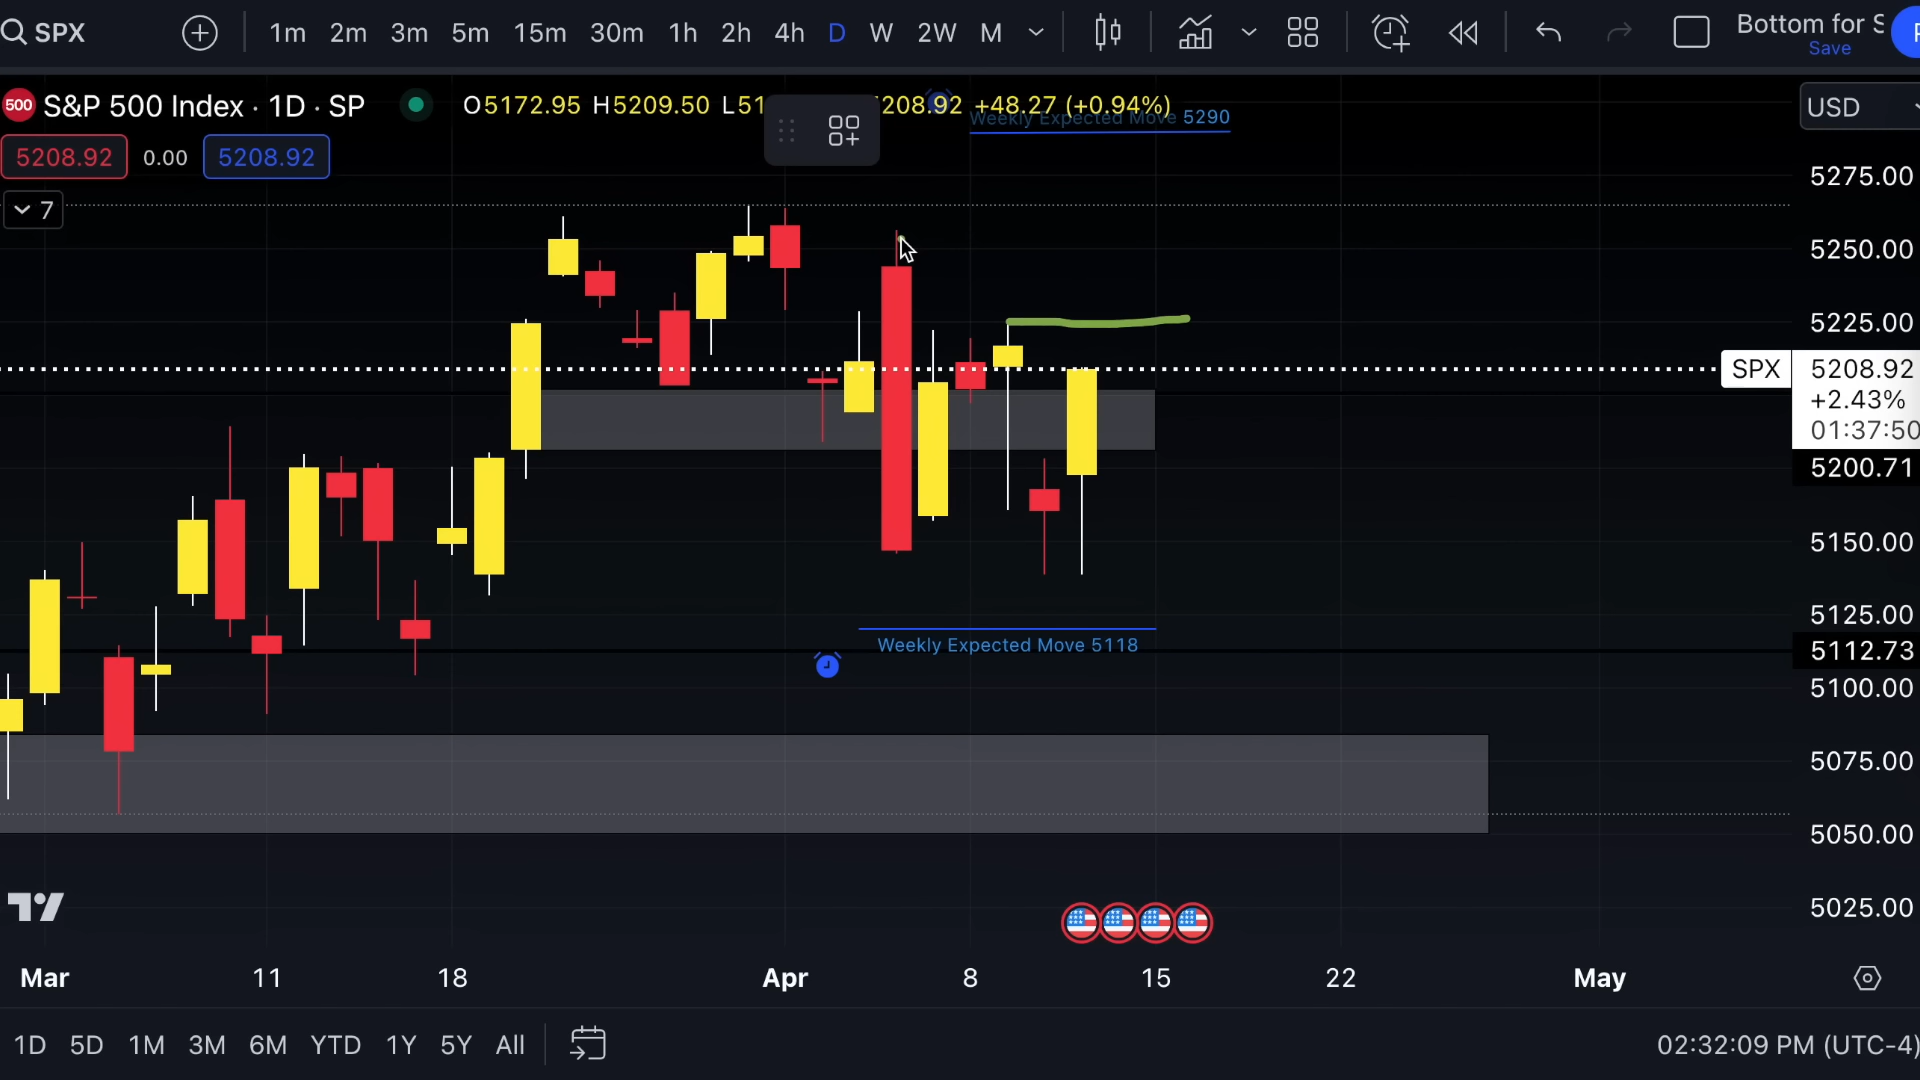 SPX 1m 2m 3m 5m 15m 30m 1h 2h 4h D W 2W M Bottom for S
Save
500 S&P 500 Index · 1D · SP O5172.95 H5209.50 L51 208.92 +48.27 (+0.94%) USD
Weekly Expected Move 5290
5208.92 0.00 5208.92
7
5275.00
5250.00
5225.00
SPX 5208.92
+2.43%
01:37:50
5200.71
5150.00
5125.00
Weekly Expected Move 5118
5112.73
5100.00
5075.00
5050.00
5025.00
Mar 11 18 Apr 8 15 22 May
1D 5D 1M 3M 6M YTD 1Y 5Y All 02:32:09 PM (UTC-4)